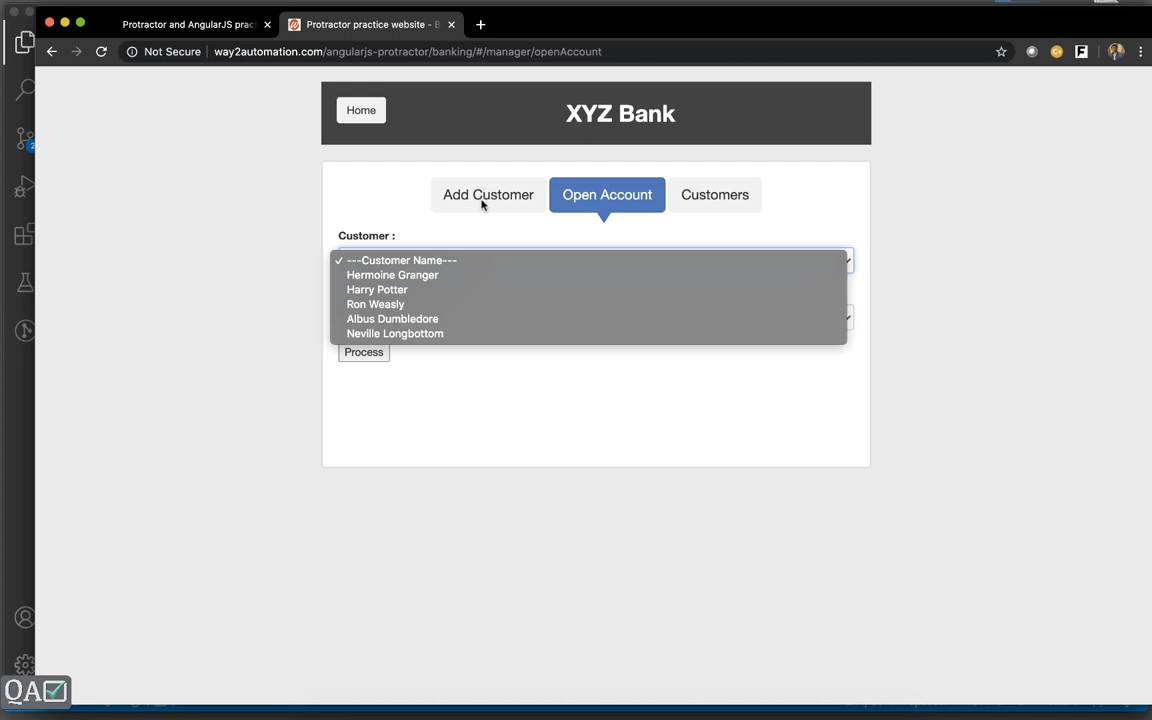 Protractor and AngularJS prac
Protractor practice website - B
Not Secure
way2automation.com/angularjs-protractor/banking/#/manager/openAccount
Home
XYZ Bank
Add Customer
Open Account
Customers
Customer :
---Customer Name---
Hermoine Granger
Harry Potter
Ron Weasly
Albus Dumbledore
Neville Longbottom
Process
QA